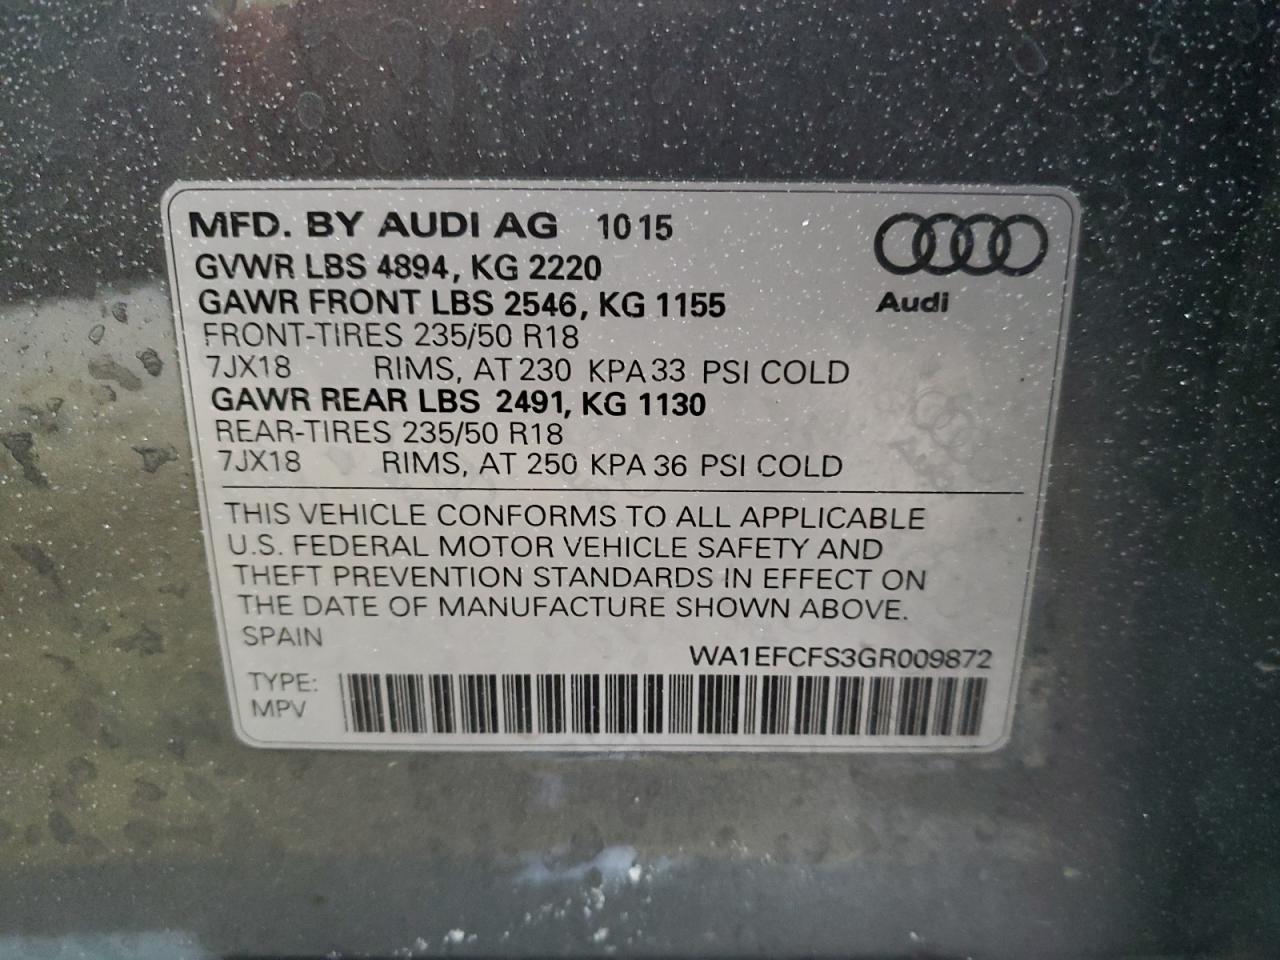 MFD. BY AUDI AG 10 15
GVWR LBS 4894, KG 2220
GAWR FRONT LBS 2546, KG 1155
FRONT-TIRES 235/50 R18
7JX18 RIMS, AT 230 KPA 33 PSI COLD
GAWR REAR LBS 2491, KG 1130
REAR-TIRES 235/50 R18
7JX18 RIMS, AT 250 KPA 36 PSI COLD
Audi
THIS VEHICLE CONFORMS TO ALL APPLICABLE
U.S. FEDERAL MOTOR VEHICLE SAFETY AND
THEFT PREVENTION STANDARDS IN EFFECT ON
THE DATE OF MANUFACTURE SHOWN ABOVE.
SPAIN
WA1EFCFS3GR009872
TYPE:
MPV